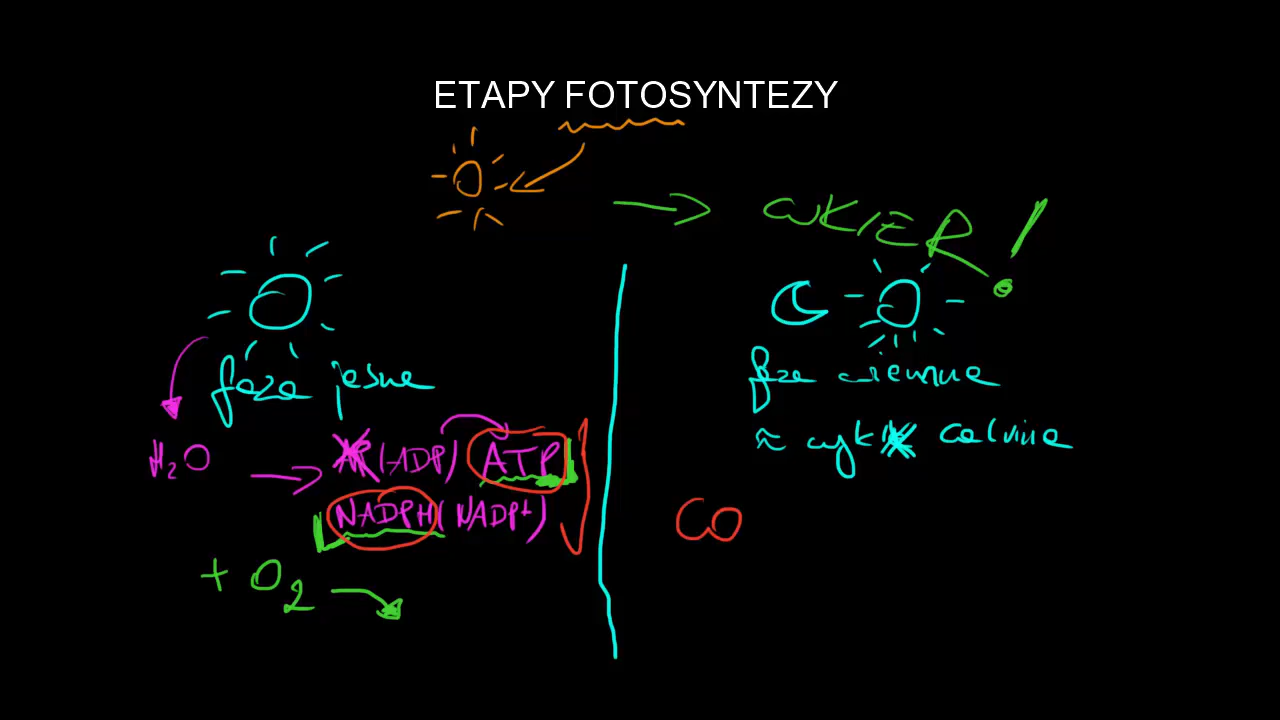 ETAPY FOTOSYNTEZY
CUKIER!
faza jasna
faza ciemna
≈ cykl Calvina
H₂O → (ADP) ATP
NADPH (NADP+)
+ O₂ →
CO